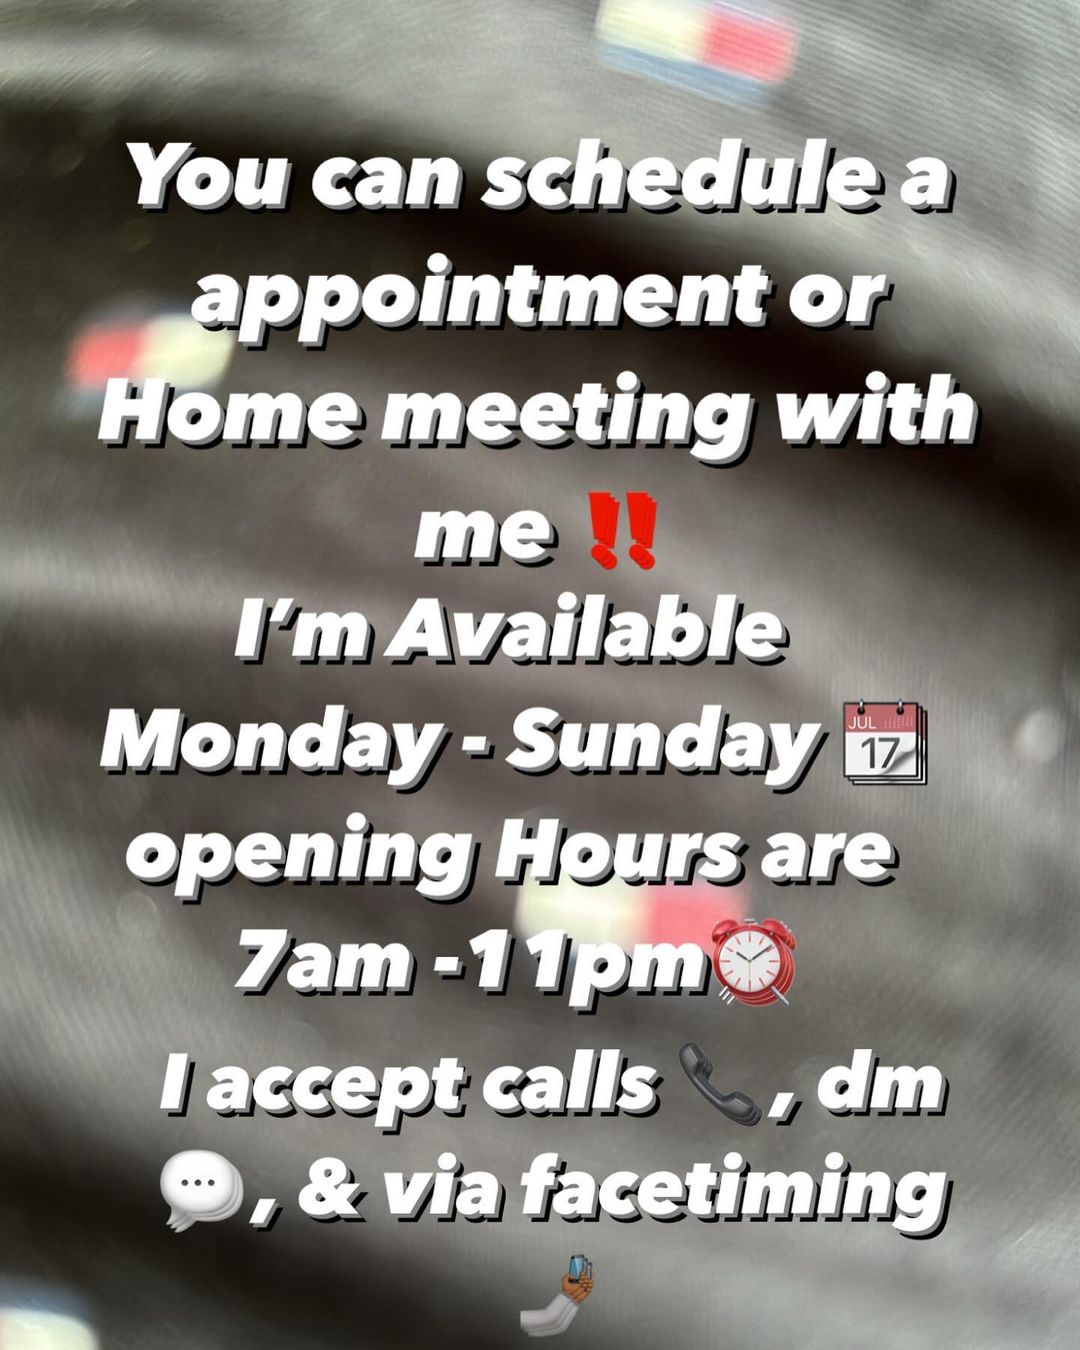 You can schedule a
appointment or
Home meeting with
me ‼️
I’m Available
Monday - Sunday 📆
opening Hours are
7am -11pm⏰
I accept calls 📞, dm
💬, & via facetiming
🤳🏾